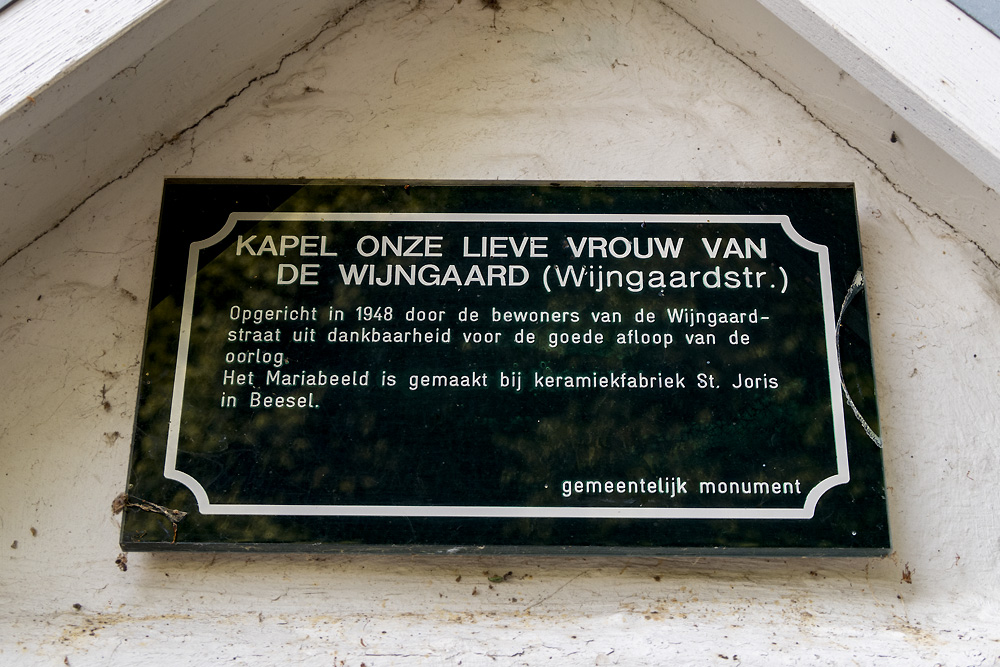 KAPEL ONZE LIEVE VROUW VAN
DE WIJNGAARD (Wijngaardstr.)
Opgericht in 1948 door de bewoners van de Wijngaard-
straat uit dankbaarheid voor de goede afloop van de
oorlog.
Het Mariabeeld is gemaakt bij keramiekfabriek St. Joris
in Beesel.
gemeentelijk monument